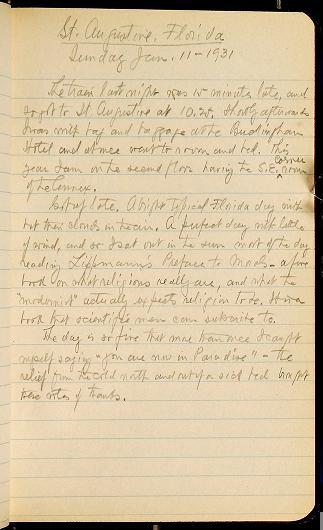 St. Augustine, Florida
Sunday Jan. 11-1931
The train last night was 15 minutes late, and
so got to St Augustine at 10.25. Shortly afterwards
I was with bag and baggage at the Buckingham
Hotel and at once went to room and bed. This
year I am on the second floor having the S.E. corner room
of the Annex.
Got up late. A bright typical Florida day with
but thin clouds in the air. A perfect day with little
of wind, and so I sat out in the sun most of the day
reading Lippmann's Preface to Morals - a fine
book on what religions really are, and what the
"modernist" actually expects religion to be. It is a
book that scientific men can subscribe to.
The day is so fine that more than once I caught
myself saying "you are now in Paradise" - the
relief from the cold north and out of a sick bed brought
these notes of thanks.